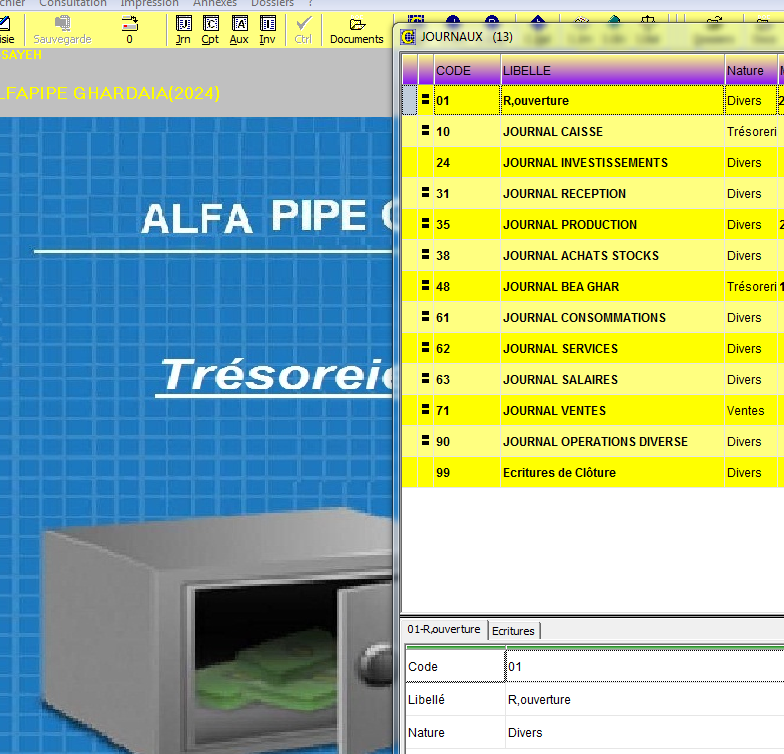 chier Consultation Impression Annexes Dossiers ?
isie Sauvegarde 0 Jrn Cpt Aux Inv Ctrl Documents
SAYEH
LFAPIPE GHARDAIA(2024)
ALFA PIPE G
Trésoreie
JOURNAUX (13)
CODE LIBELLE Nature
01 R,ouverture Divers 2
10 JOURNAL CAISSE Trésoreri
24 JOURNAL INVESTISSEMENTS Divers
31 JOURNAL RECEPTION Divers
35 JOURNAL PRODUCTION Divers 2
38 JOURNAL ACHATS STOCKS Divers
48 JOURNAL BEA GHAR Trésoreri 1
61 JOURNAL CONSOMMATIONS Divers
62 JOURNAL SERVICES Divers
63 JOURNAL SALAIRES Divers
71 JOURNAL VENTES Ventes
90 JOURNAL OPERATIONS DIVERSE Divers
99 Ecritures de Clôture Divers
01-R,ouverture Ecritures
Code 01
Libellé R,ouverture
Nature Divers